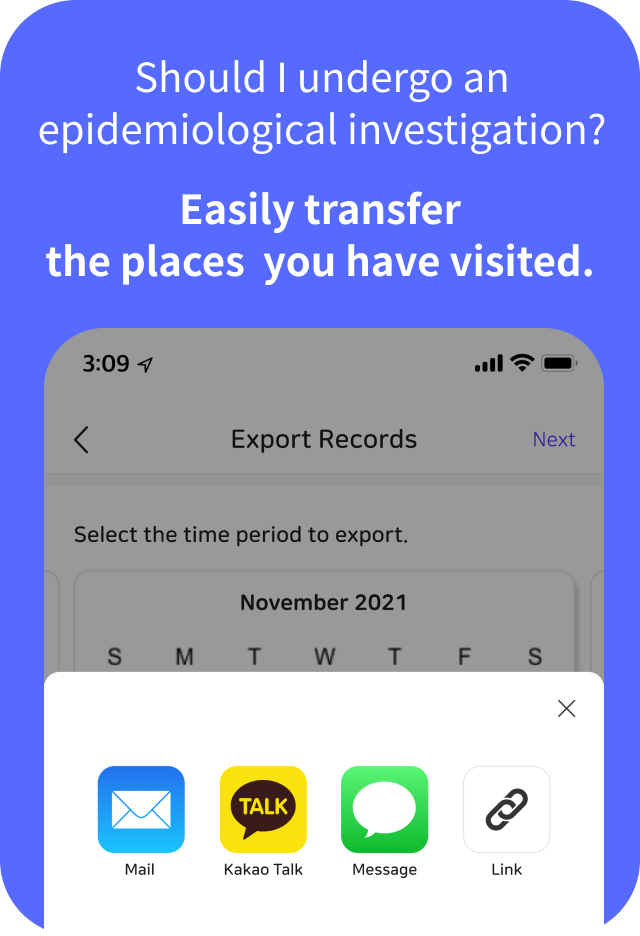 Should I undergo an
epidemiological investigation?
Easily transfer
the places you have visited.
3:09
Export Records
Next
Select the time period to export.
November 2021
S M T W T F S
TALK
Mail
Kakao Talk
Message
Link